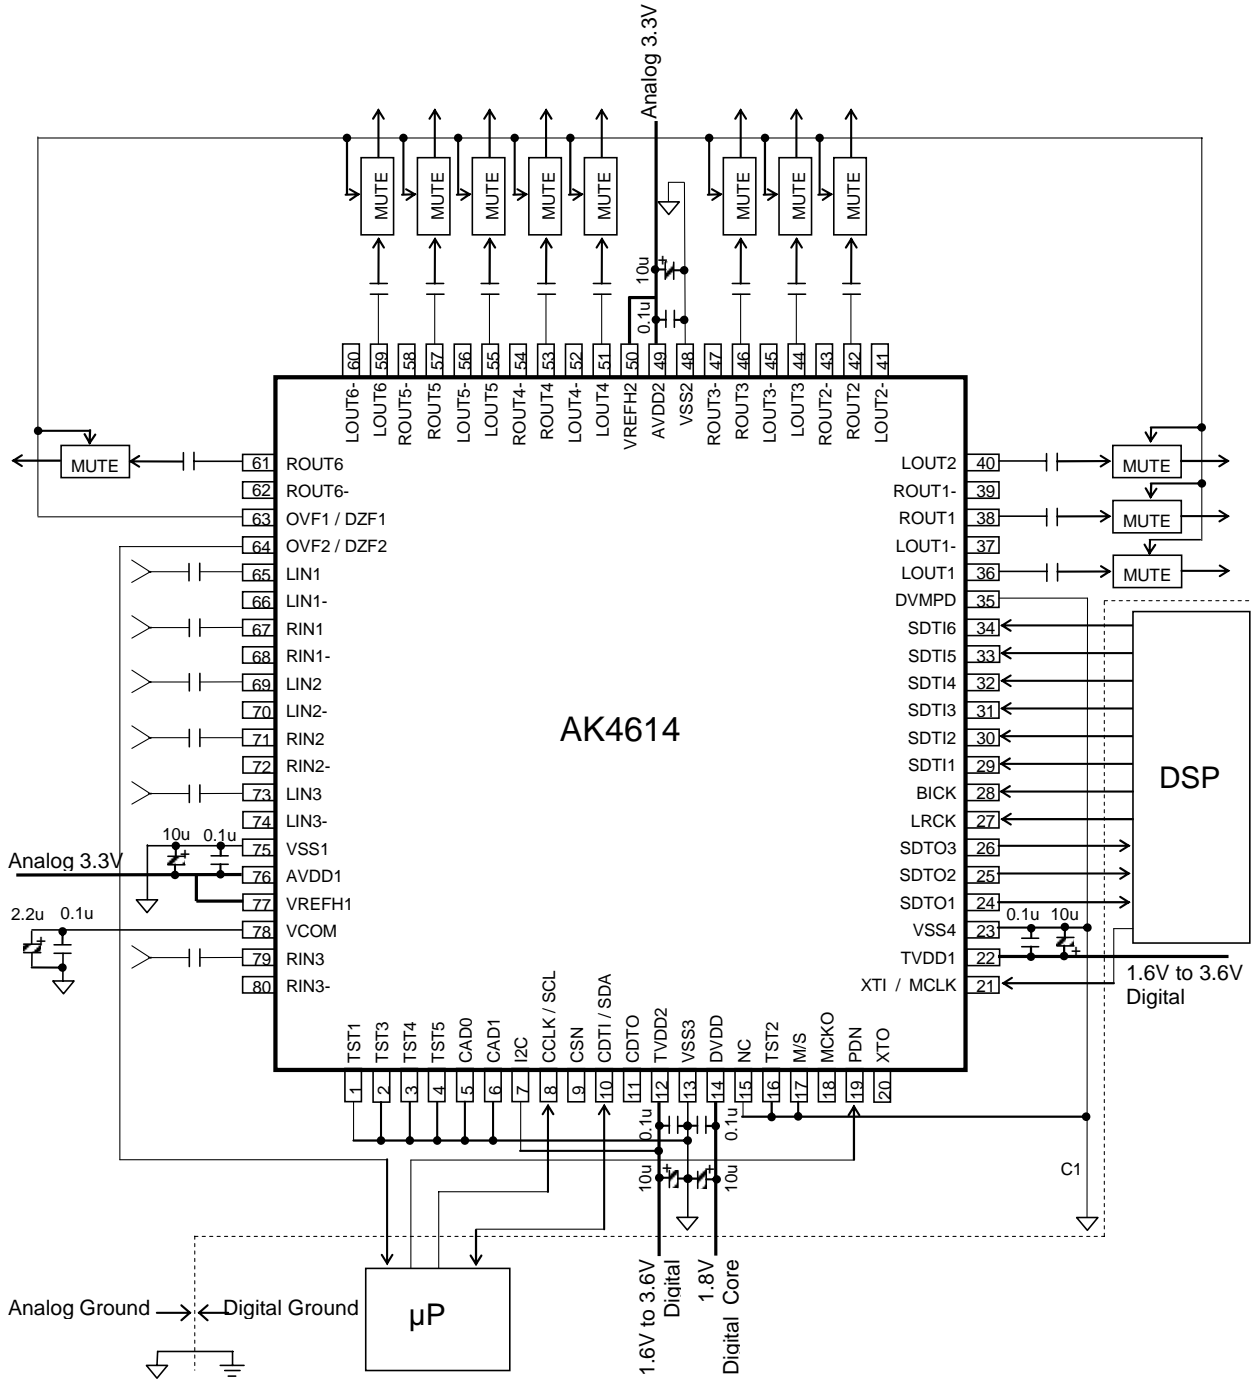 Analog 3.3V
MUTE
MUTE
MUTE
MUTE
MUTE
MUTE
MUTE
MUTE
10u
+
0.1u
60
59
58
57
56
55
54
53
52
51
50
49
48
47
46
45
44
43
42
41
LOUT6-
LOUT6
ROUT5-
ROUT5
LOUT5-
LOUT5
ROUT4-
ROUT4
LOUT4-
LOUT4
VREFH2
AVDD2
VSS2
ROUT3-
ROUT3
LOUT3-
LOUT3
ROUT2-
ROUT2
LOUT2-
MUTE
61 ROUT6
62 ROUT6-
63 OVF1 / DZF1
64 OVF2 / DZF2
65 LIN1
66 LIN1-
67 RIN1
68 RIN1-
69 LIN2
70 LIN2-
71 RIN2
72 RIN2-
73 LIN3
74 LIN3-
10u 0.1u
+
75 VSS1
Analog 3.3V
76 AVDD1
77 VREFH1
2.2u 0.1u
+
78 VCOM
79 RIN3
80 RIN3-
AK4614
LOUT2 40
MUTE
ROUT1- 39
ROUT1 38
MUTE
LOUT1- 37
LOUT1 36
MUTE
DVMPD 35
SDTI6 34
SDTI5 33
SDTI4 32
SDTI3 31
SDTI2 30
SDTI1 29
BICK 28
LRCK 27
SDTO3 26
SDTO2 25
SDTO1 24
DSP
0.1u 10u
+
VSS4 23
TVDD1 22
1.6V to 3.6V
Digital
XTI / MCLK 21
TST1
TST3
TST4
TST5
CAD0
CAD1
I2C
CCLK / SCL
CSN
CDTI / SDA
CDTO
TVDD2
VSS3
DVDD
NC
TST2
M/S
MCKO
PDN
XTO
1
2
3
4
5
6
7
8
9
10
11
12
13
14
15
16
17
18
19
20
0.1u
0.1u
10u
+
+
10u
C1
1.6V to 3.6V
Digital
1.8V
Digital Core
µP
Analog Ground
Digital Ground